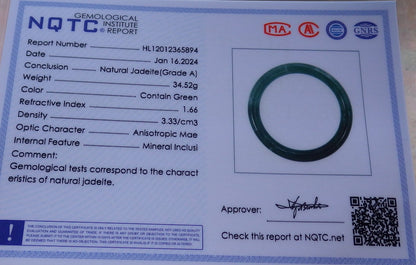 NQTC GEMOLOGICAL
INSTITUTE
REPORT
MA
GNRS
Report Number HL12012365894
Date Jan 16.2024
Conclusion Natural Jadeite(Grade A)
Weight 34.52g
Color Contain Green
Refractive Index 1.66
Density 3.33/cm3
Optic Character Anisotropic Mae
Internal Feature Mineral Inclusi
Comment:
Gemological tests correspond to the charact
eristics of natural jadeite.
Approver:
Check this report at NQTC.net